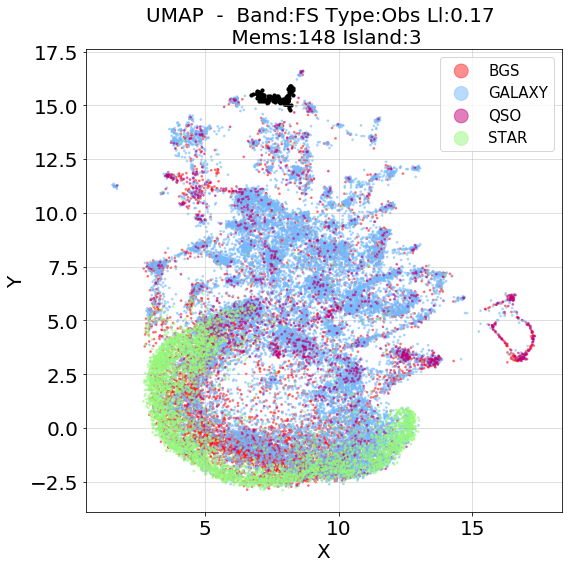 UMAP - Band:FS Type:Obs Ll:0.17
Mems:148 Island:3
BGS
GALAXY
QSO
STAR
17.5
15.0
12.5
10.0
7.5
5.0
2.5
0.0
−2.5
Y
5
10
15
X